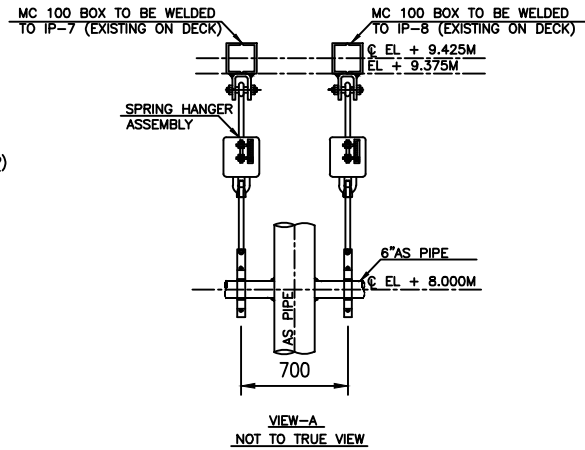 MC 100 BOX TO BE WELDED
TO IP-7 (EXISTING ON DECK)
MC 100 BOX TO BE WELDED
TO IP-8 (EXISTING ON DECK)
℄ EL + 9.425M
EL + 9.375M
SPRING HANGER
ASSEMBLY
)
6"AS PIPE
℄ EL + 8.000M
AS PIPE
700
VIEW-A
NOT TO TRUE VIEW